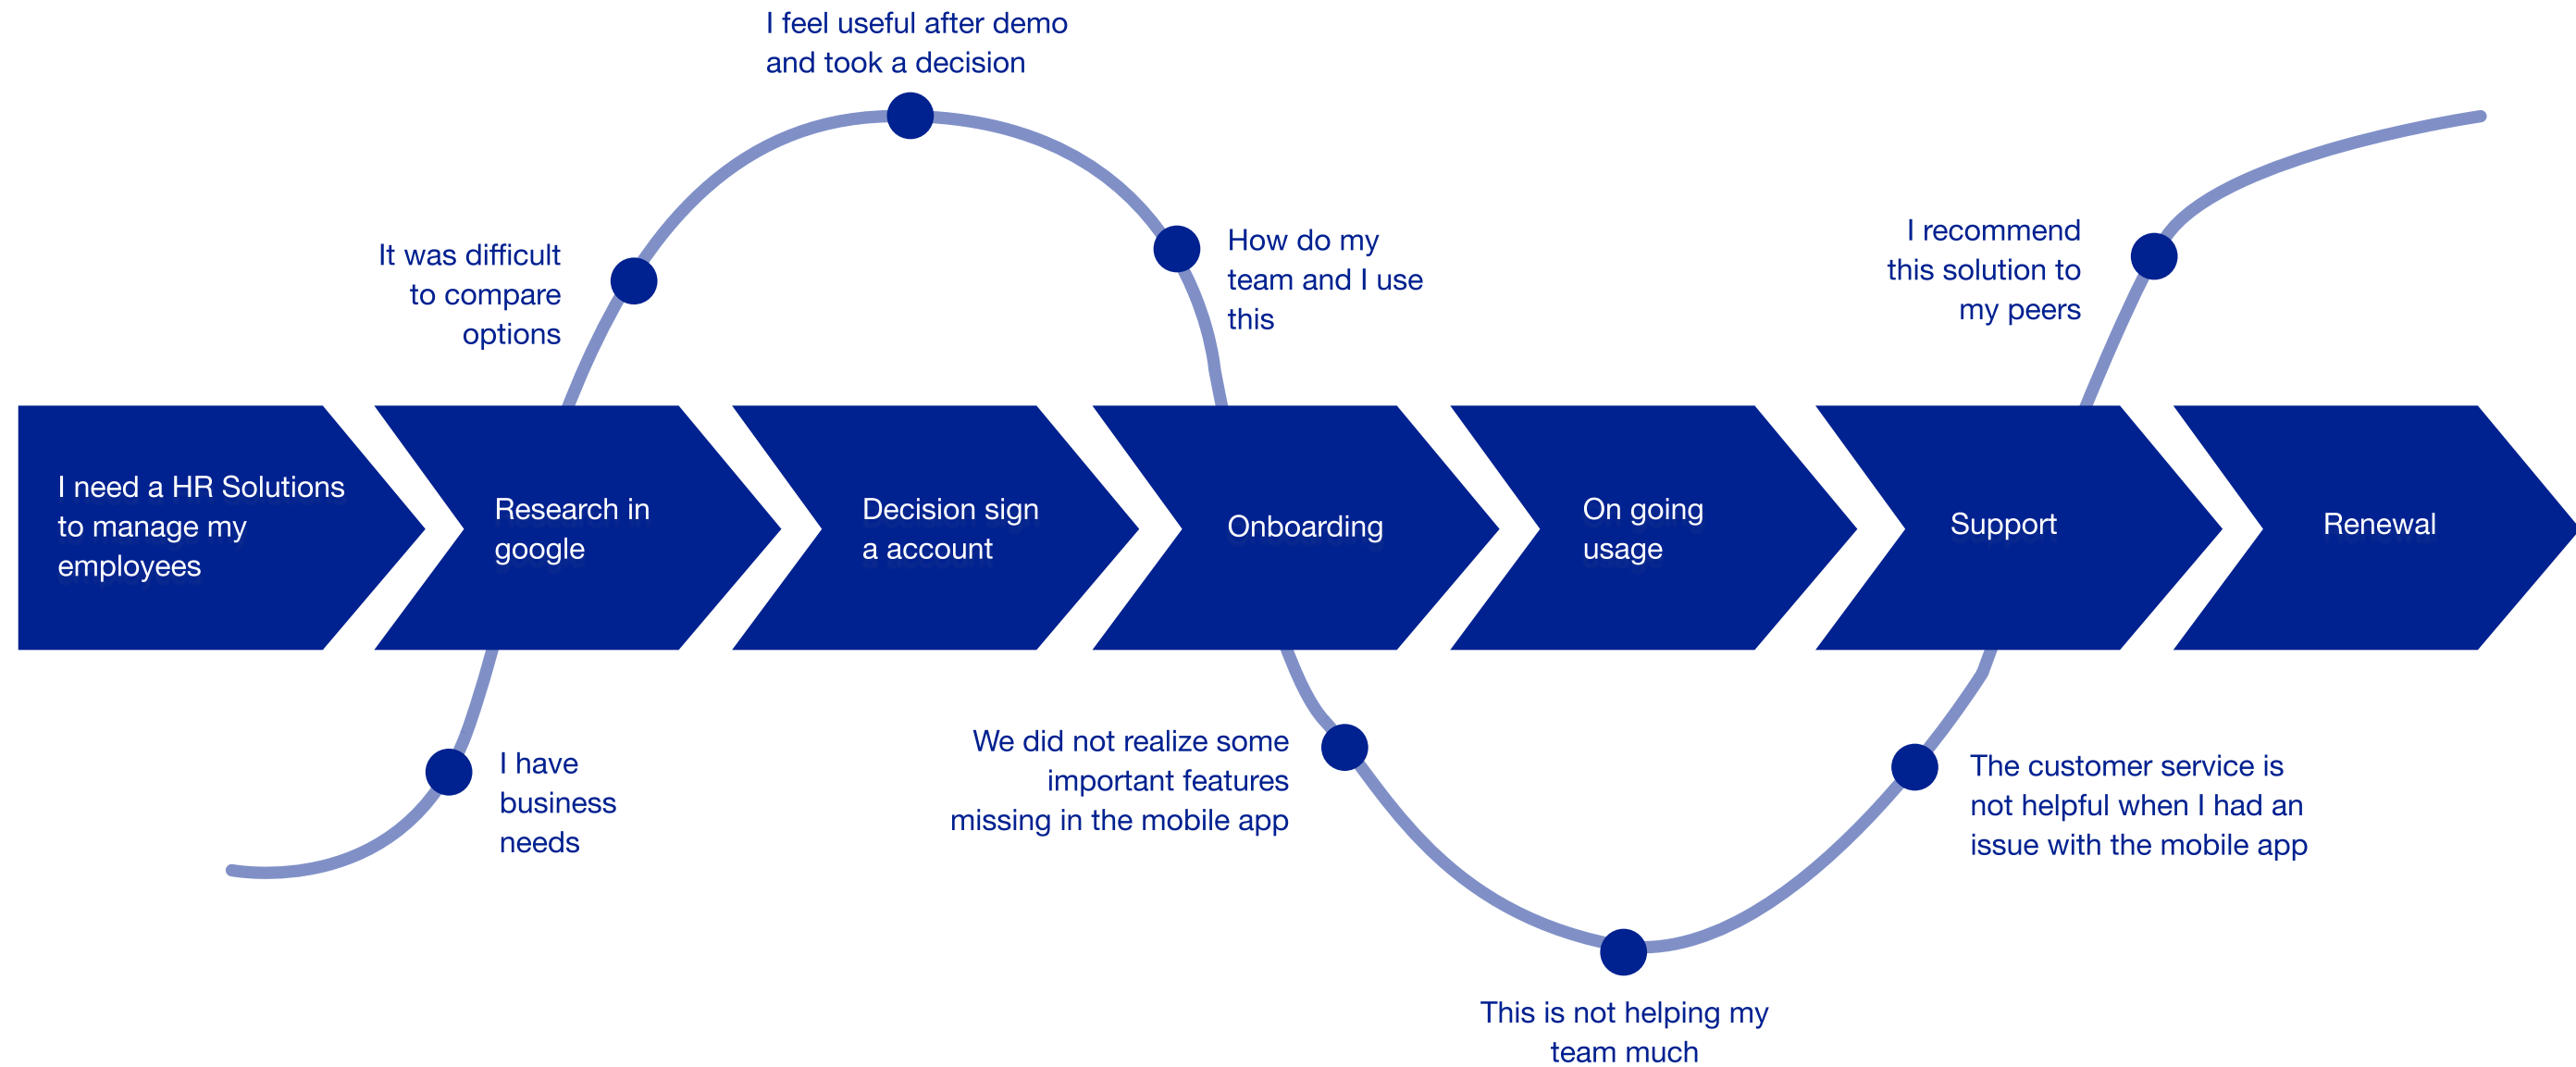 I feel useful after demo
and took a decision
It was difficult
to compare
options
How do my
team and I use
this
I recommend
this solution to
my peers
I need a HR Solutions
to manage my
employees
Research in
google
Decision sign
a account
Onboarding
On going
usage
Support
Renewal
I have
business
needs
We did not realize some
important features
missing in the mobile app
The customer service is
not helpful when I had an
issue with the mobile app
This is not helping my
team much